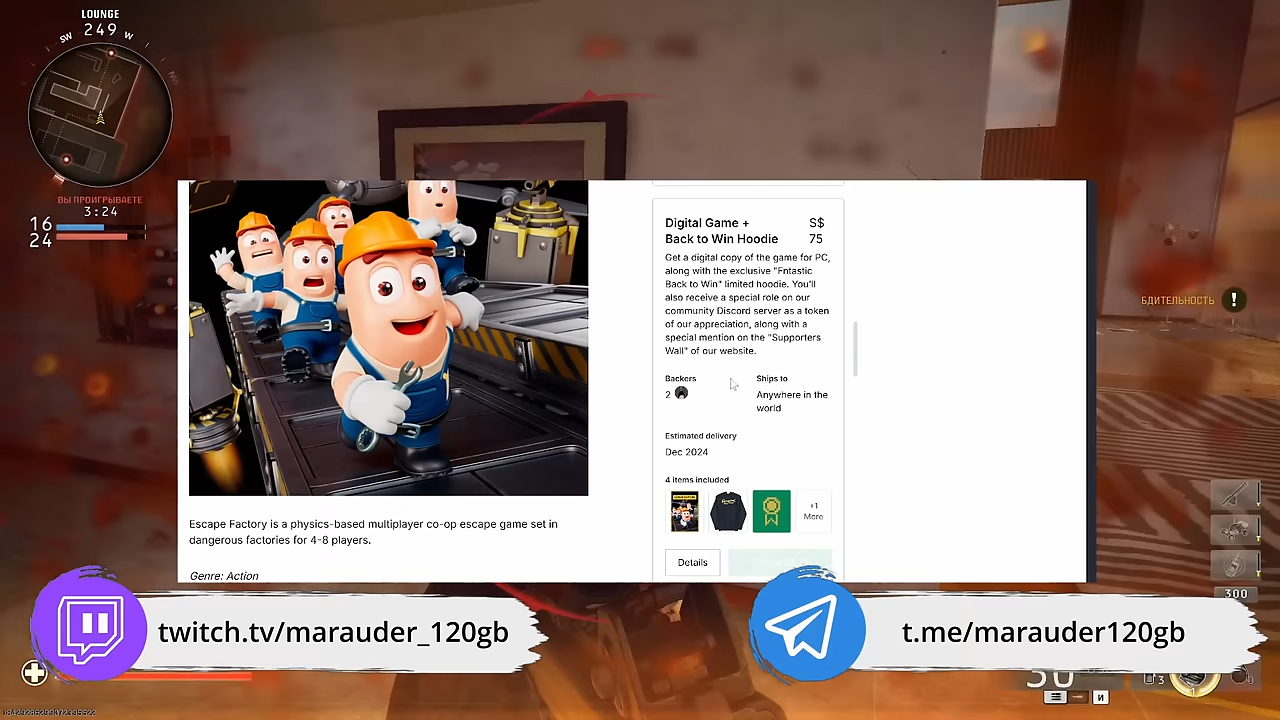 LOUNGE
SW 249 W
ВЫ ПРОИГРЫВАЕТЕ
3:24
16
24
БДИТЕЛЬНОСТЬ
Digital Game +
Back to Win Hoodie
S$
75
Get a digital copy of the game for PC,
along with the exclusive "Fntastic
Back to Win" limited hoodie. You'll
also receive a special role on our
community Discord server as a token
of our appreciation, along with a
special mention on the "Supporters
Wall" of our website.
Backers
2
Ships to
Anywhere in the
world
Estimated delivery
Dec 2024
4 items included
+1
More
Details
Escape Factory is a physics-based multiplayer co-op escape game set in
dangerous factories for 4-8 players.
Genre: Action
300
twitch.tv/marauder_120gb
t.me/marauder120gb
30
3
И